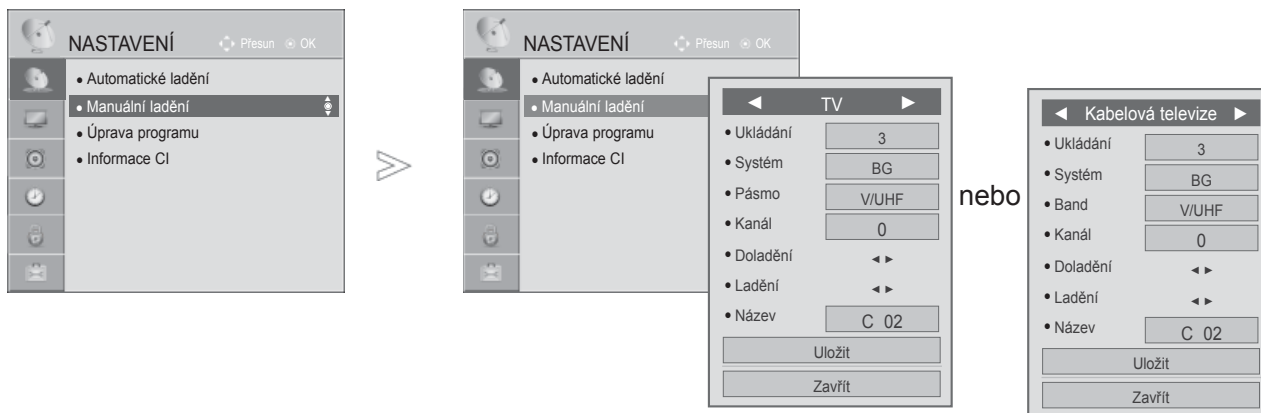 NASTAVENÍ Přesun OK
• Automatické ladění
• Manuální ladění
• Úprava programu
• Informace CI
NASTAVENÍ Přesun OK
• Automatické ladění
• Manuální ladění
• Úprava programu
• Informace CI
◄ TV ►
• Ukládání 3
• Systém BG
• Pásmo V/UHF
• Kanál 0
• Doladění ◄ ►
• Ladění ◄ ►
• Název C 02
Uložit
Zavřít
nebo
◄ Kabelová televize ►
• Ukládání 3
• Systém BG
• Band V/UHF
• Kanál 0
• Doladění ◄ ►
• Ladění ◄ ►
• Název C 02
Uložit
Zavřít